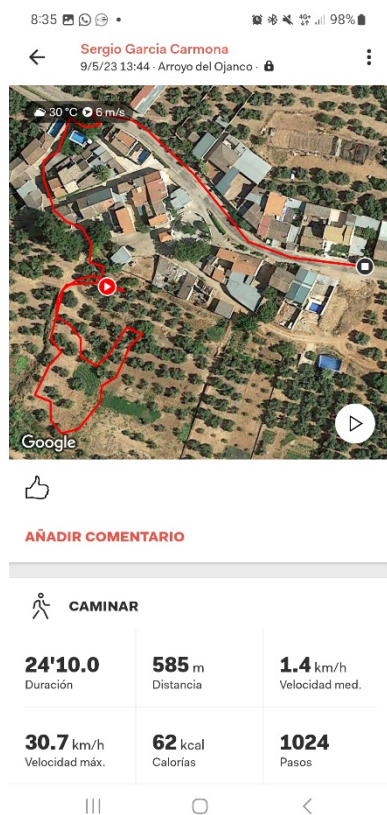 8:35 98%
Sergio Garcia Carmona
9/5/23 13:44 · Arroyo del Ojanco ·
30 °C 6 m/s
Google
AÑADIR COMENTARIO
CAMINAR
24'10.0 585 m 1.4 km/h
Duración Distancia Velocidad med.
30.7 km/h 62 kcal 1024
Velocidad máx. Calorías Pasos